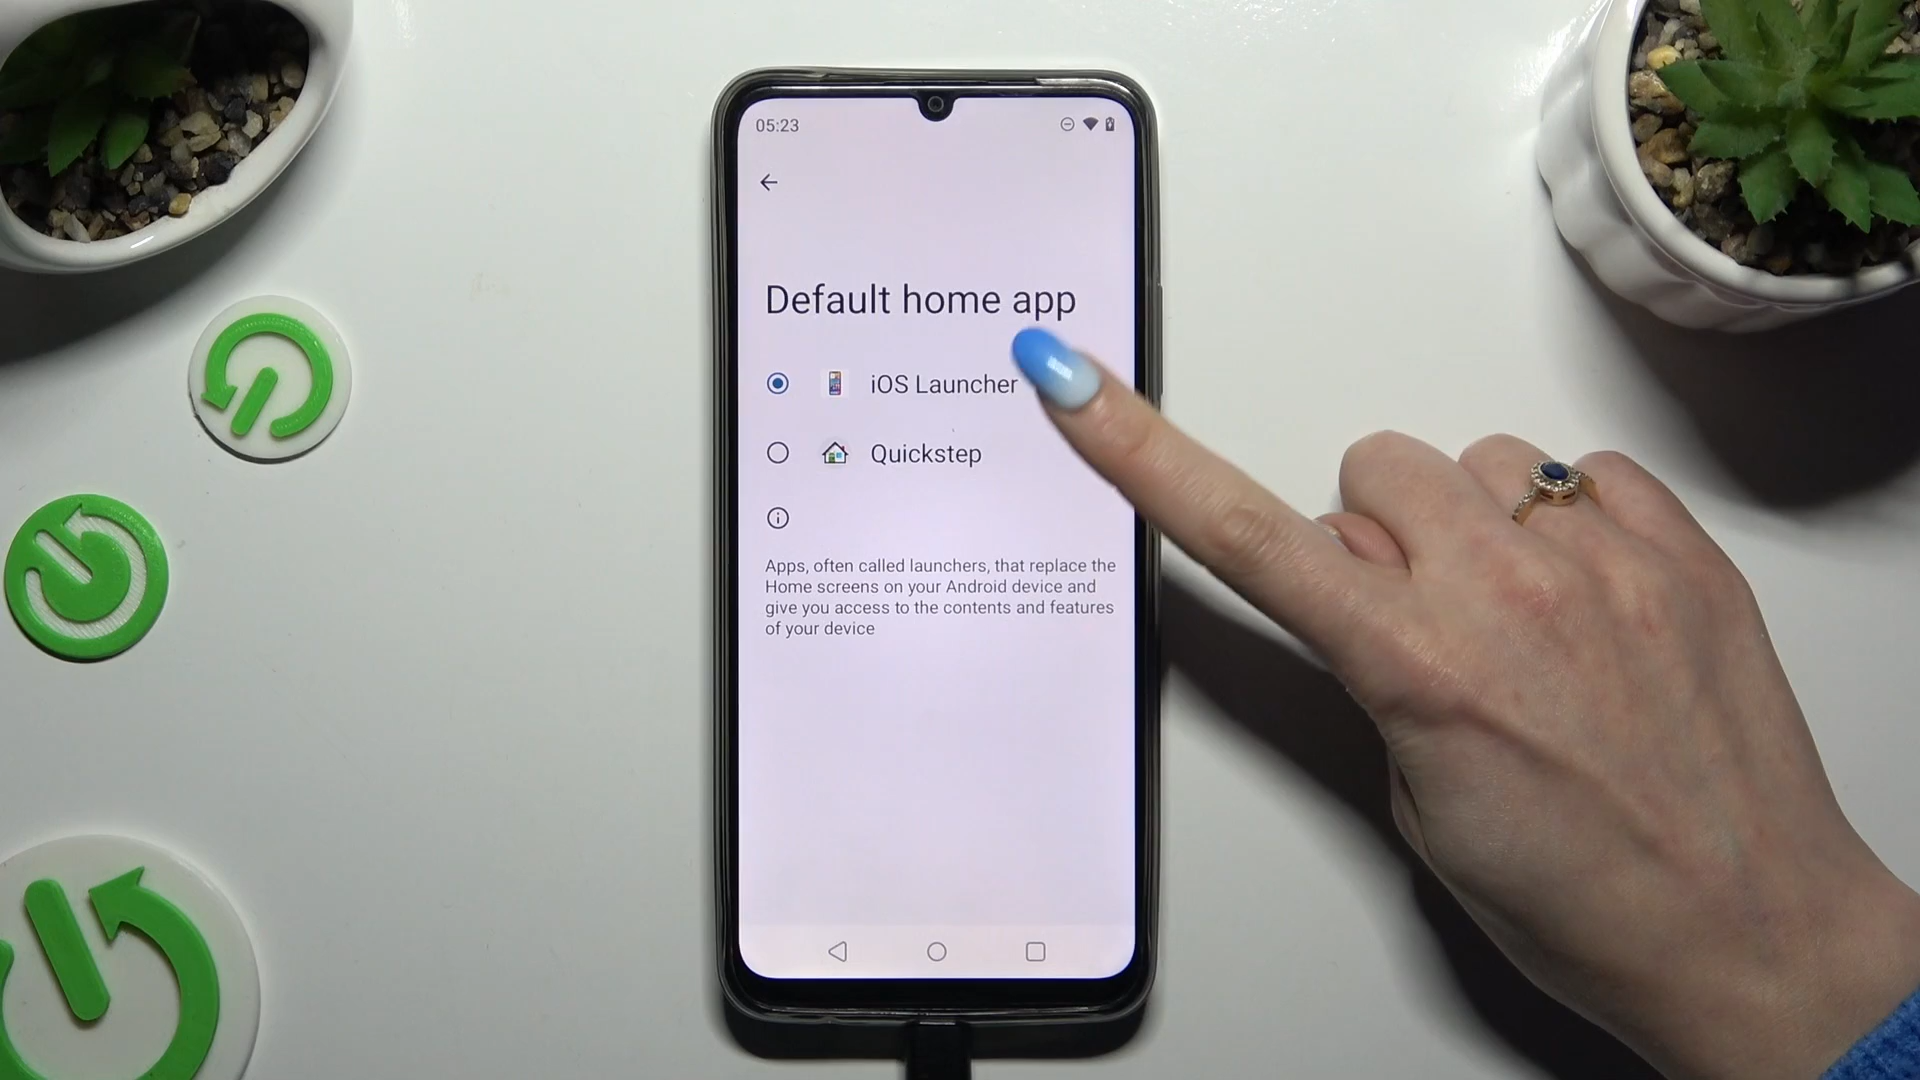 05:23
Default home app
iOS Launcher
Quickstep
Apps, often called launchers, that replace the
Home screens on your Android device and
give you access to the contents and features
of your device